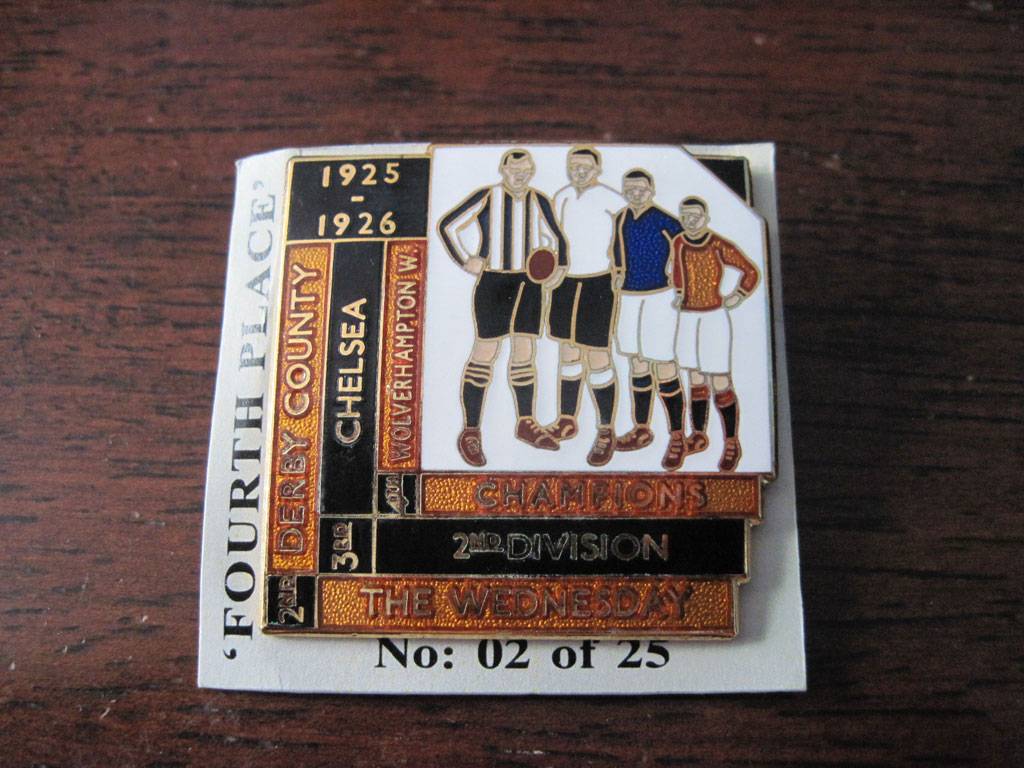 'FOURTH PLACE'
1925
-
1926
DERBY COUNTY
CHELSEA
WOLVERHAMPTON W.
2ND
3RD
4TH
CHAMPIONS
2ND DIVISION
THE WEDNESDAY
No: 02 of 25